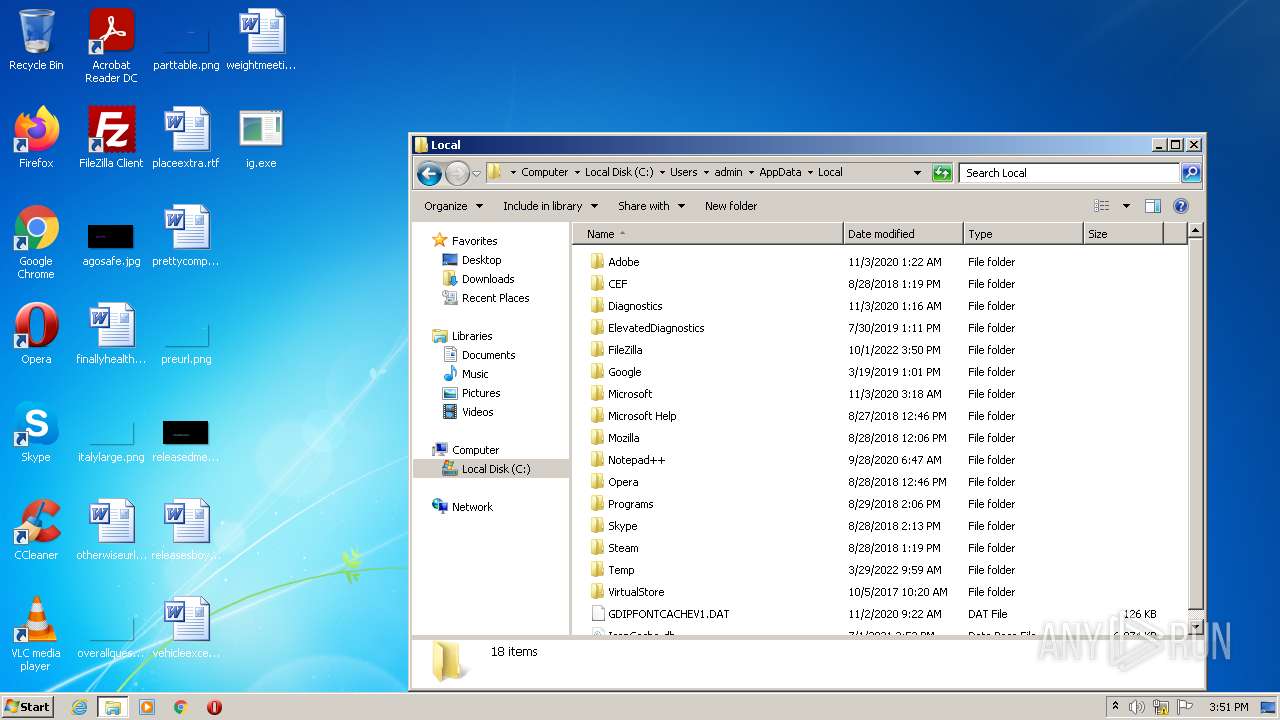 Recycle Bin
Acrobat
Reader DC
parttable.png
weightmeeti...
Firefox
FileZilla Client
placeextra.rtf
ig.exe
Google
Chrome
agosafe.jpg
prettycomp...
Opera
finallyhealth...
preurl.png
Skype
italylarge.png
releasedme...
CCleaner
otherwiseurl...
releasesboy...
VLC media
player
overallques...
vehicleexce...
Local
Computer Local Disk (C:) Users admin AppData Local
Search Local
Organize Include in library Share with New folder
Favorites
Desktop
Downloads
Recent Places
Libraries
Documents
Music
Pictures
Videos
Computer
Local Disk (C:)
Network
Name Date modified Type Size
Adobe 11/3/2020 1:22 AM File folder
CEF 8/28/2018 1:19 PM File folder
Diagnostics 11/3/2020 1:16 AM File folder
ElevatedDiagnostics 7/30/2019 1:11 PM File folder
FileZilla 10/1/2019 3:50 PM File folder
Google 3/19/2019 1:01 PM File folder
Microsoft 11/3/2020 3:18 AM File folder
Microsoft Help 8/27/2018 12:46 PM File folder
Mozilla 8/28/2018 12:06 PM File folder
Notepad++ 9/28/2020 6:47 AM File folder
Opera 8/28/2018 12:46 PM File folder
Programs 8/29/2018 3:06 PM File folder
Skype 8/28/2018 2:13 PM File folder
Steam 8/28/2018 1:19 PM File folder
Temp 3/29/2022 9:59 AM File folder
VirtualStore 10/5/2017 10:20 AM File folder
GDIPFONTCACHEV1.DAT DAT File 126 KB
18 items
ANY RUN
Start
3:51 PM